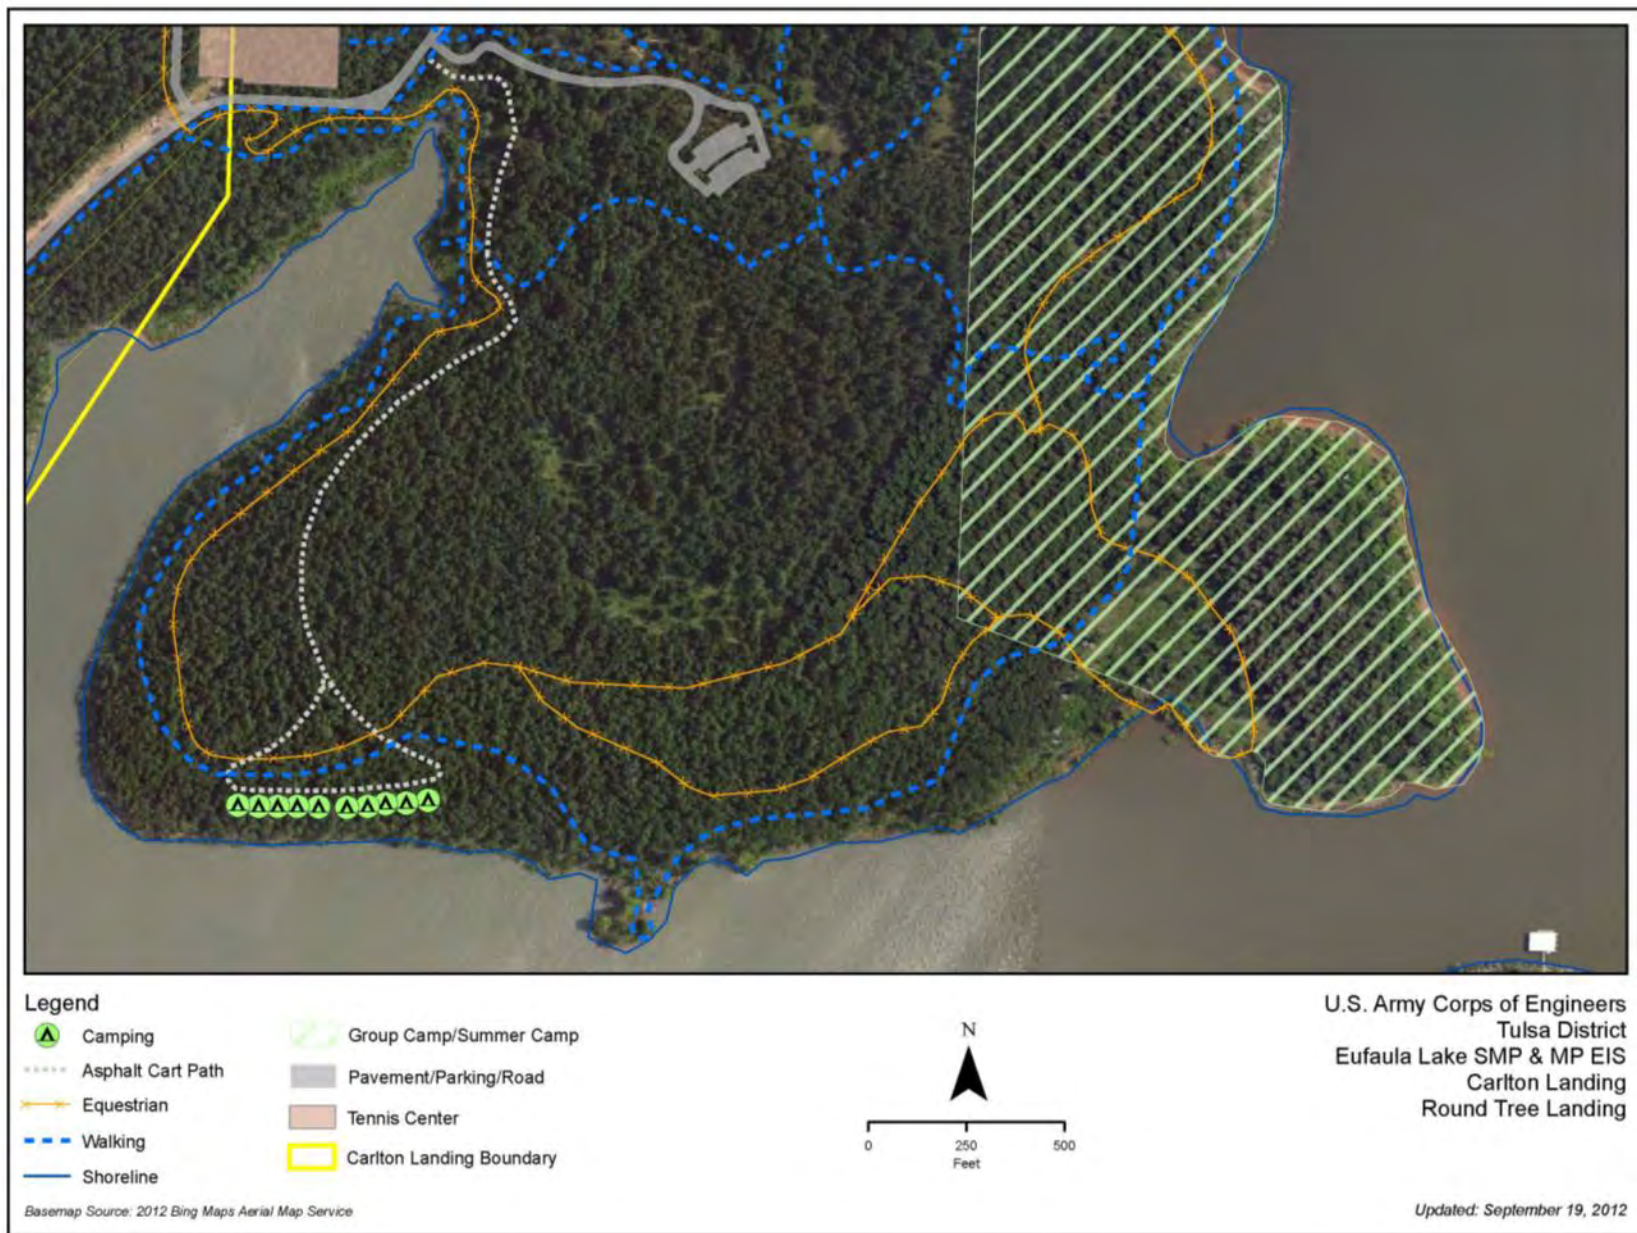 Legend
Camping
Asphalt Cart Path
Equestrian
Walking
Shoreline
Group Camp/Summer Camp
Pavement/Parking/Road
Tennis Center
Carlton Landing Boundary
N
0 250 500
Feet
U.S. Army Corps of Engineers
Tulsa District
Eufaula Lake SMP & MP EIS
Carlton Landing
Round Tree Landing
Basemap Source: 2012 Bing Maps Aerial Map Service
Updated: September 19, 2012